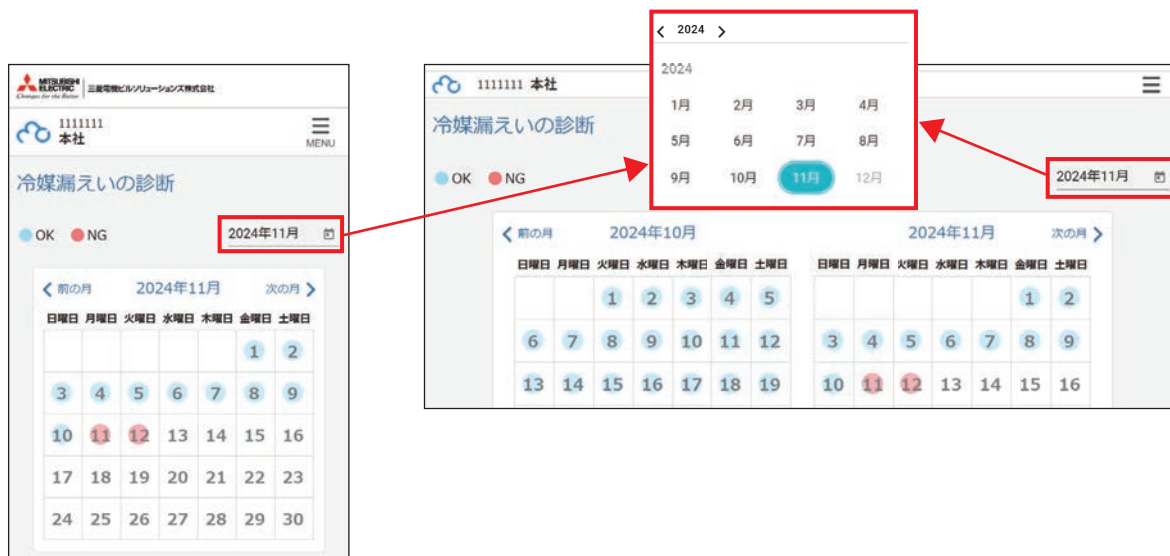 MITSUBISHI ELECTRIC
Changes for the Better
三菱電機ビルソリューションズ株式会社
1111111
本社
MENU
冷媒漏えいの診断
OK NG
2024年11月
前の月 2024年11月 次の月
日曜日 月曜日 火曜日 水曜日 木曜日 金曜日 土曜日
1 2
3 4 5 6 7 8 9
10 11 12 13 14 15 16
17 18 19 20 21 22 23
24 25 26 27 28 29 30
2024
2024
1月 2月 3月 4月
5月 6月 7月 8月
9月 10月 11月 12月
1111111 本社
冷媒漏えいの診断
OK NG
2024年11月
前の月 2024年10月
日曜日 月曜日 火曜日 水曜日 木曜日 金曜日 土曜日
1 2 3 4 5
6 7 8 9 10 11 12
13 14 15 16 17 18 19
2024年11月 次の月
日曜日 月曜日 火曜日 水曜日 木曜日 金曜日 土曜日
1 2
3 4 5 6 7 8 9
10 11 12 13 14 15 16